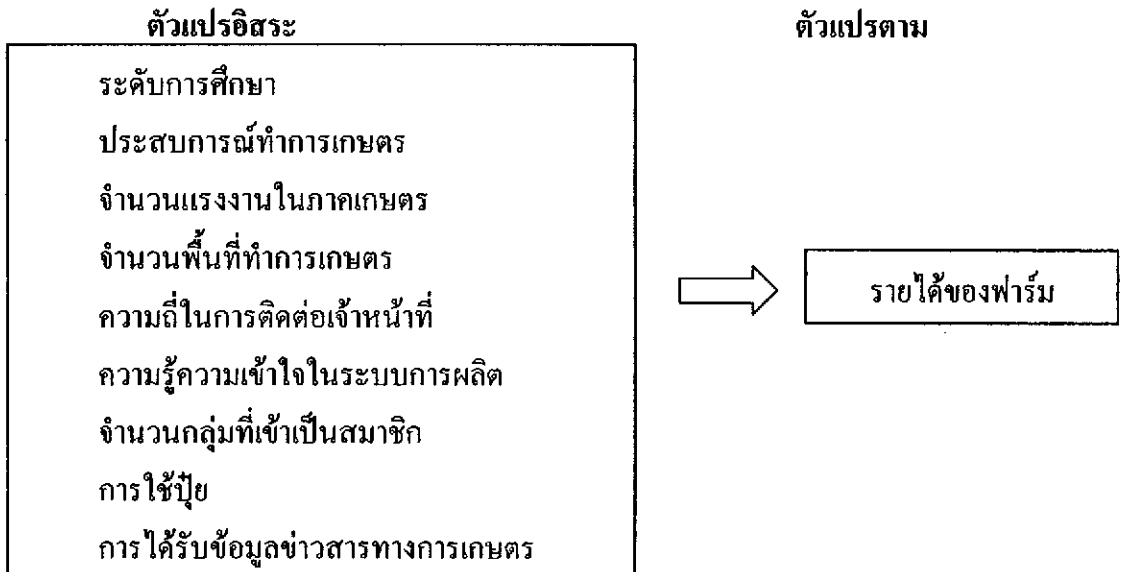 ตัวแปรอิสระ
ตัวแปรตาม
ระดับการศึกษา
ประสบการณ์ทำการเกษตร
จำนวนแรงงานในภาคเกษตร
จำนวนพื้นที่ทำการเกษตร
ความถี่ในการติดต่อเจ้าหน้าที่
ความรู้ความเข้าใจในระบบการผลิต
จำนวนกลุ่มที่เข้าเป็นสมาชิก
การใช้ปุ๋ย
การได้รับข้อมูลข่าวสารทางการเกษตร
รายได้ของฟาร์ม